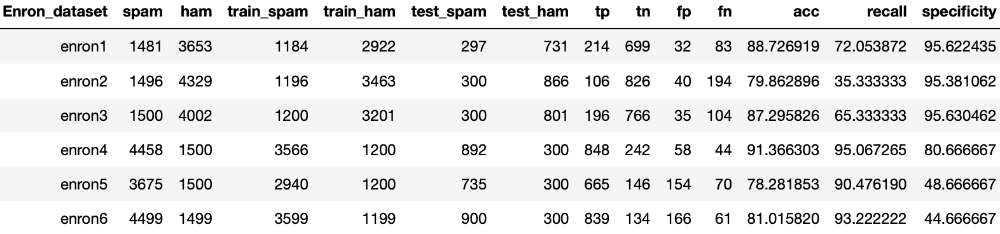 Enron_dataset spam ham train_spam train_ham test_spam test_ham tp tn fp fn acc recall specificity
enron1 1481 3653 1184 2922 297 731 214 699 32 83 88.726919 72.053872 95.622435
enron2 1496 4329 1196 3463 300 866 106 826 40 194 79.862896 35.333333 95.381062
enron3 1500 4002 1200 3201 300 801 196 766 35 104 87.295826 65.333333 95.630462
enron4 4458 1500 3566 1200 892 300 848 242 58 44 91.366303 95.067265 80.666667
enron5 3675 1500 2940 1200 735 300 665 146 154 70 78.281853 90.476190 48.666667
enron6 4499 1499 3599 1199 900 300 839 134 166 61 81.015820 93.222222 44.666667